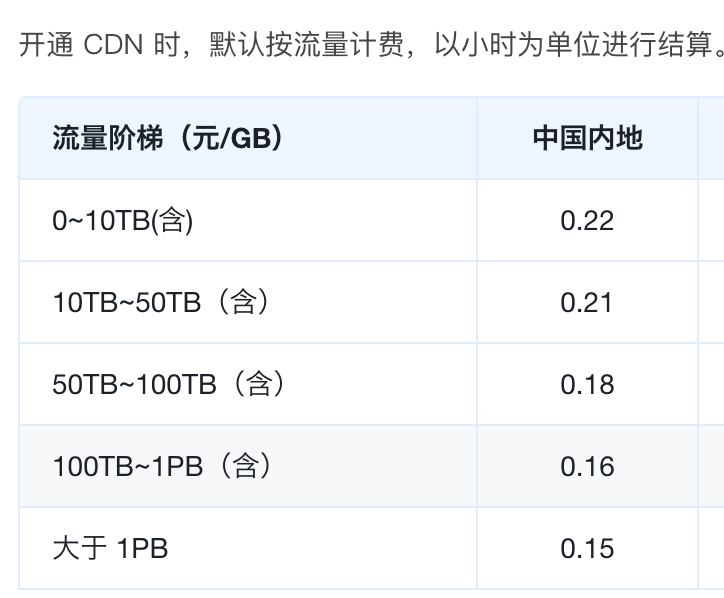 开通 CDN 时，默认按流量计费，以小时为单位进行结算。
流量阶梯（元/GB） 中国内地
0~10TB(含) 0.22
10TB~50TB（含） 0.21
50TB~100TB（含） 0.18
100TB~1PB（含） 0.16
大于 1PB 0.15